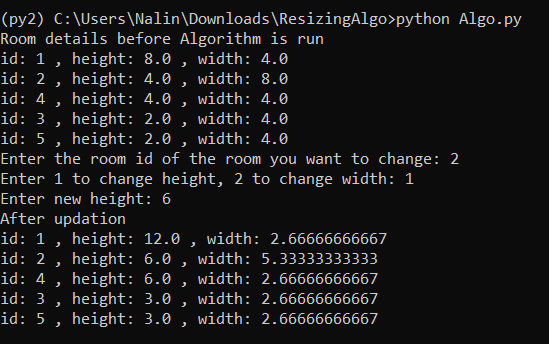 (py2) C:\Users\Nalin\Downloads\ResizingAlgo>python Algo.py
Room details before Algorithm is run
id: 1 , height: 8.0 , width: 4.0
id: 2 , height: 4.0 , width: 8.0
id: 4 , height: 4.0 , width: 4.0
id: 3 , height: 2.0 , width: 4.0
id: 5 , height: 2.0 , width: 4.0
Enter the room id of the room you want to change: 2
Enter 1 to change height, 2 to change width: 1
Enter new height: 6
After updation
id: 1 , height: 12.0 , width: 2.66666666667
id: 2 , height: 6.0 , width: 5.33333333333
id: 4 , height: 6.0 , width: 2.66666666667
id: 3 , height: 3.0 , width: 2.66666666667
id: 5 , height: 3.0 , width: 2.66666666667